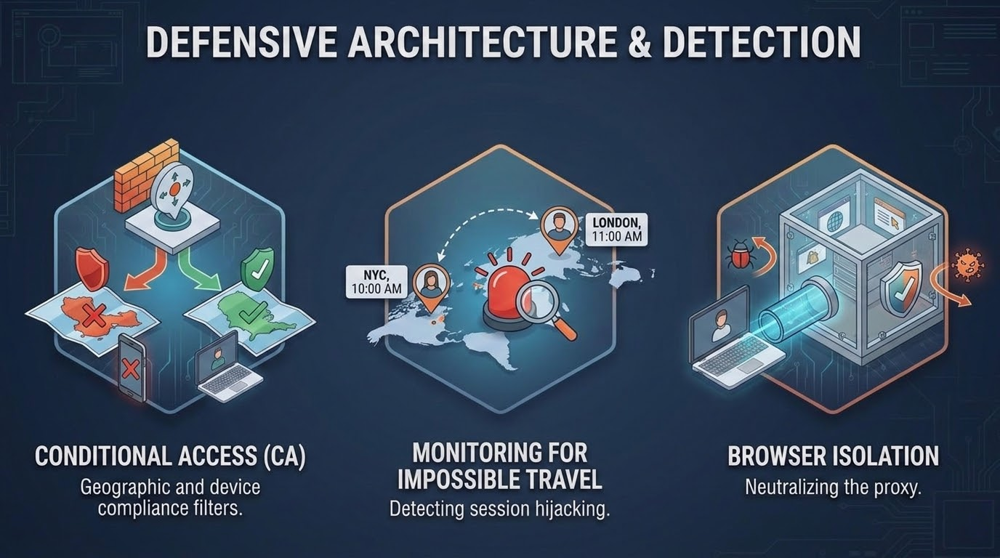 DEFENSIVE ARCHITECTURE & DETECTION
CONDITIONAL ACCESS (CA)
Geographic and device
compliance filters.
NYC,
10:00 AM
LONDON,
11:00 AM
MONITORING FOR
IMPOSSIBLE TRAVEL
Detecting session hijacking.
BROWSER ISOLATION
Neutralizing the proxy.